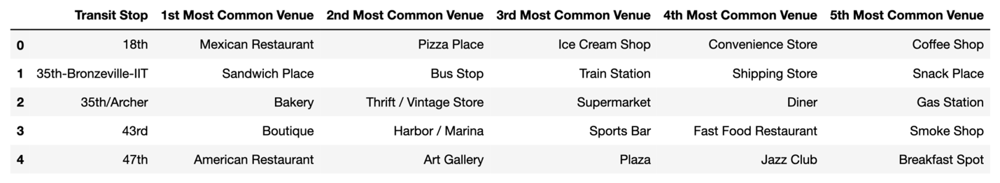 Transit Stop 1st Most Common Venue 2nd Most Common Venue 3rd Most Common Venue 4th Most Common Venue 5th Most Common Venue
0 18th Mexican Restaurant Pizza Place Ice Cream Shop Convenience Store Coffee Shop
1 35th-Bronzeville-IIT Sandwich Place Bus Stop Train Station Shipping Store Snack Place
2 35th/Archer Bakery Thrift / Vintage Store Supermarket Diner Gas Station
3 43rd Boutique Harbor / Marina Sports Bar Fast Food Restaurant Smoke Shop
4 47th American Restaurant Art Gallery Plaza Jazz Club Breakfast Spot